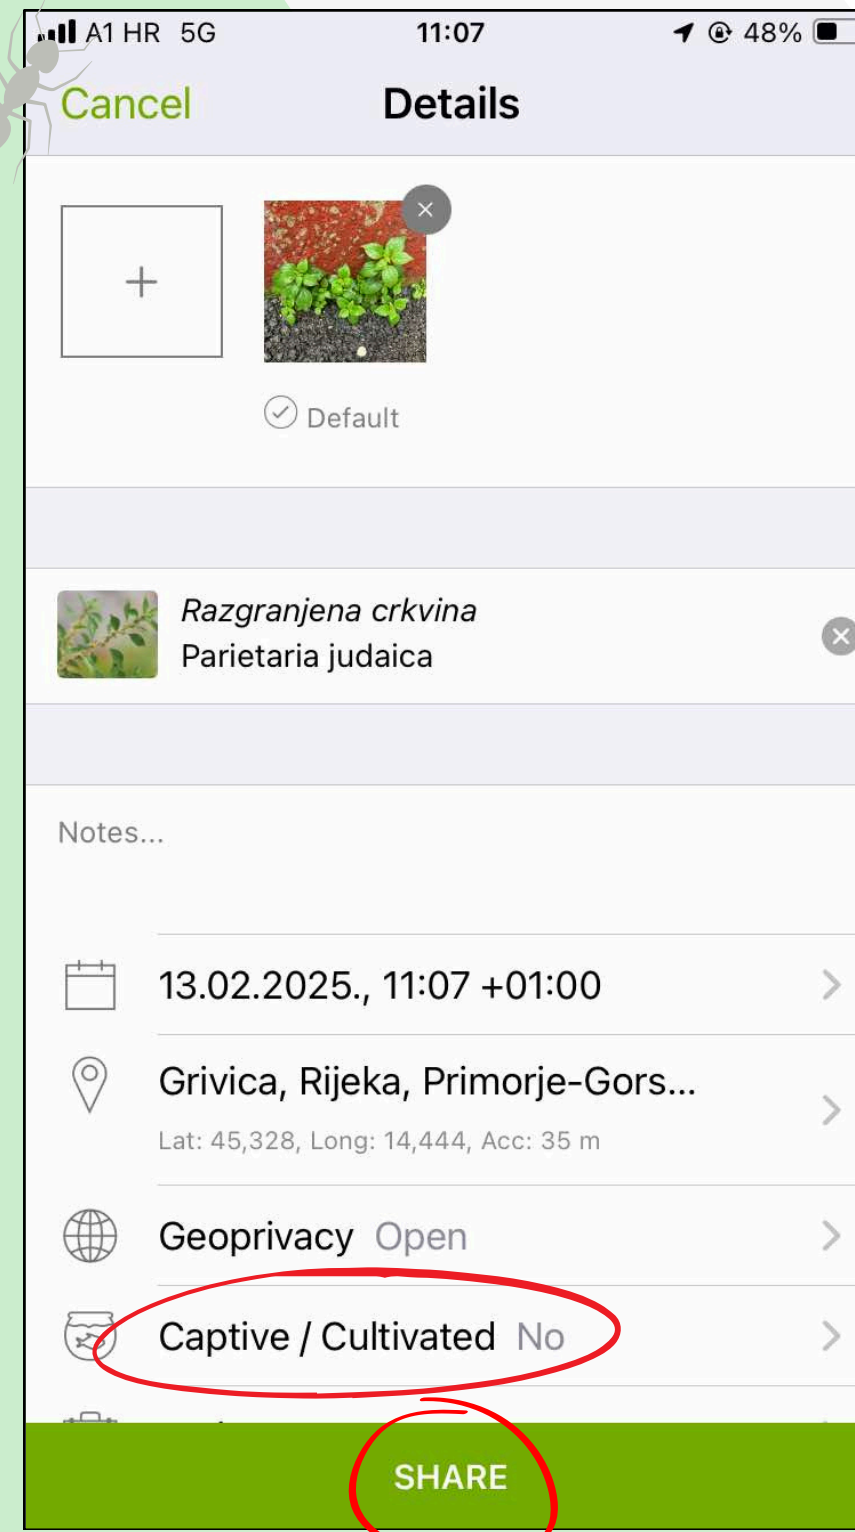 A1 HR 5G 11:07 48%
Cancel Details
Default
Razgranjena crkvina
Parietaria judaica
Notes...
13.02.2025., 11:07 +01:00
Grivica, Rijeka, Primorje-Gors...
Lat: 45,328, Long: 14,444, Acc: 35 m
Geoprivacy Open
Captive / Cultivated No
SHARE